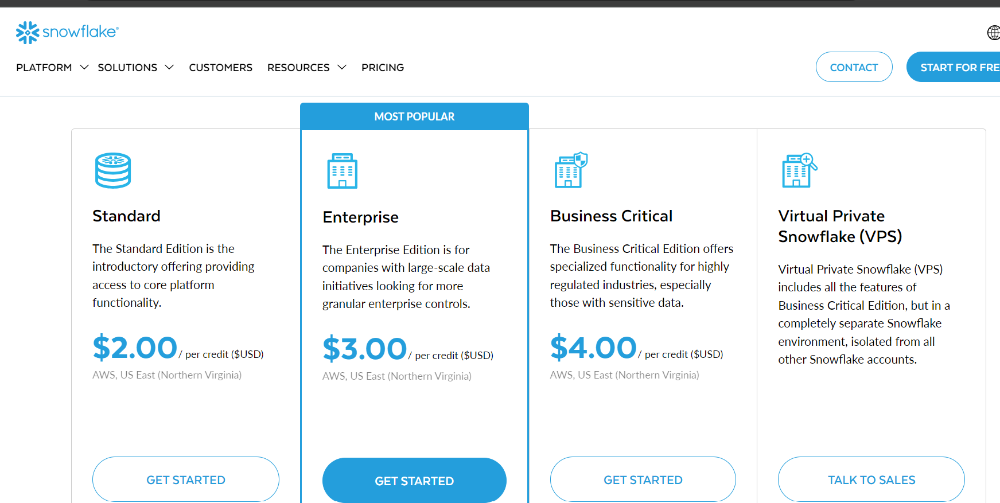 snowflake®
PLATFORM SOLUTIONS CUSTOMERS RESOURCES PRICING
CONTACT
START FOR FRE
MOST POPULAR
Standard
The Standard Edition is the
introductory offering providing
access to core platform
functionality.
$2.00 / per credit ($USD)
AWS, US East (Northern Virginia)
GET STARTED
Enterprise
The Enterprise Edition is for
companies with large-scale data
initiatives looking for more
granular enterprise controls.
$3.00 / per credit ($USD)
AWS, US East (Northern Virginia)
GET STARTED
Business Critical
The Business Critical Edition offers
specialized functionality for highly
regulated industries, especially
those with sensitive data.
$4.00 / per credit ($USD)
AWS, US East (Northern Virginia)
GET STARTED
Virtual Private
Snowflake (VPS)
Virtual Private Snowflake (VPS)
includes all the features of
Business Critical Edition, but in a
completely separate Snowflake
environment, isolated from all
other Snowflake accounts.
TALK TO SALES